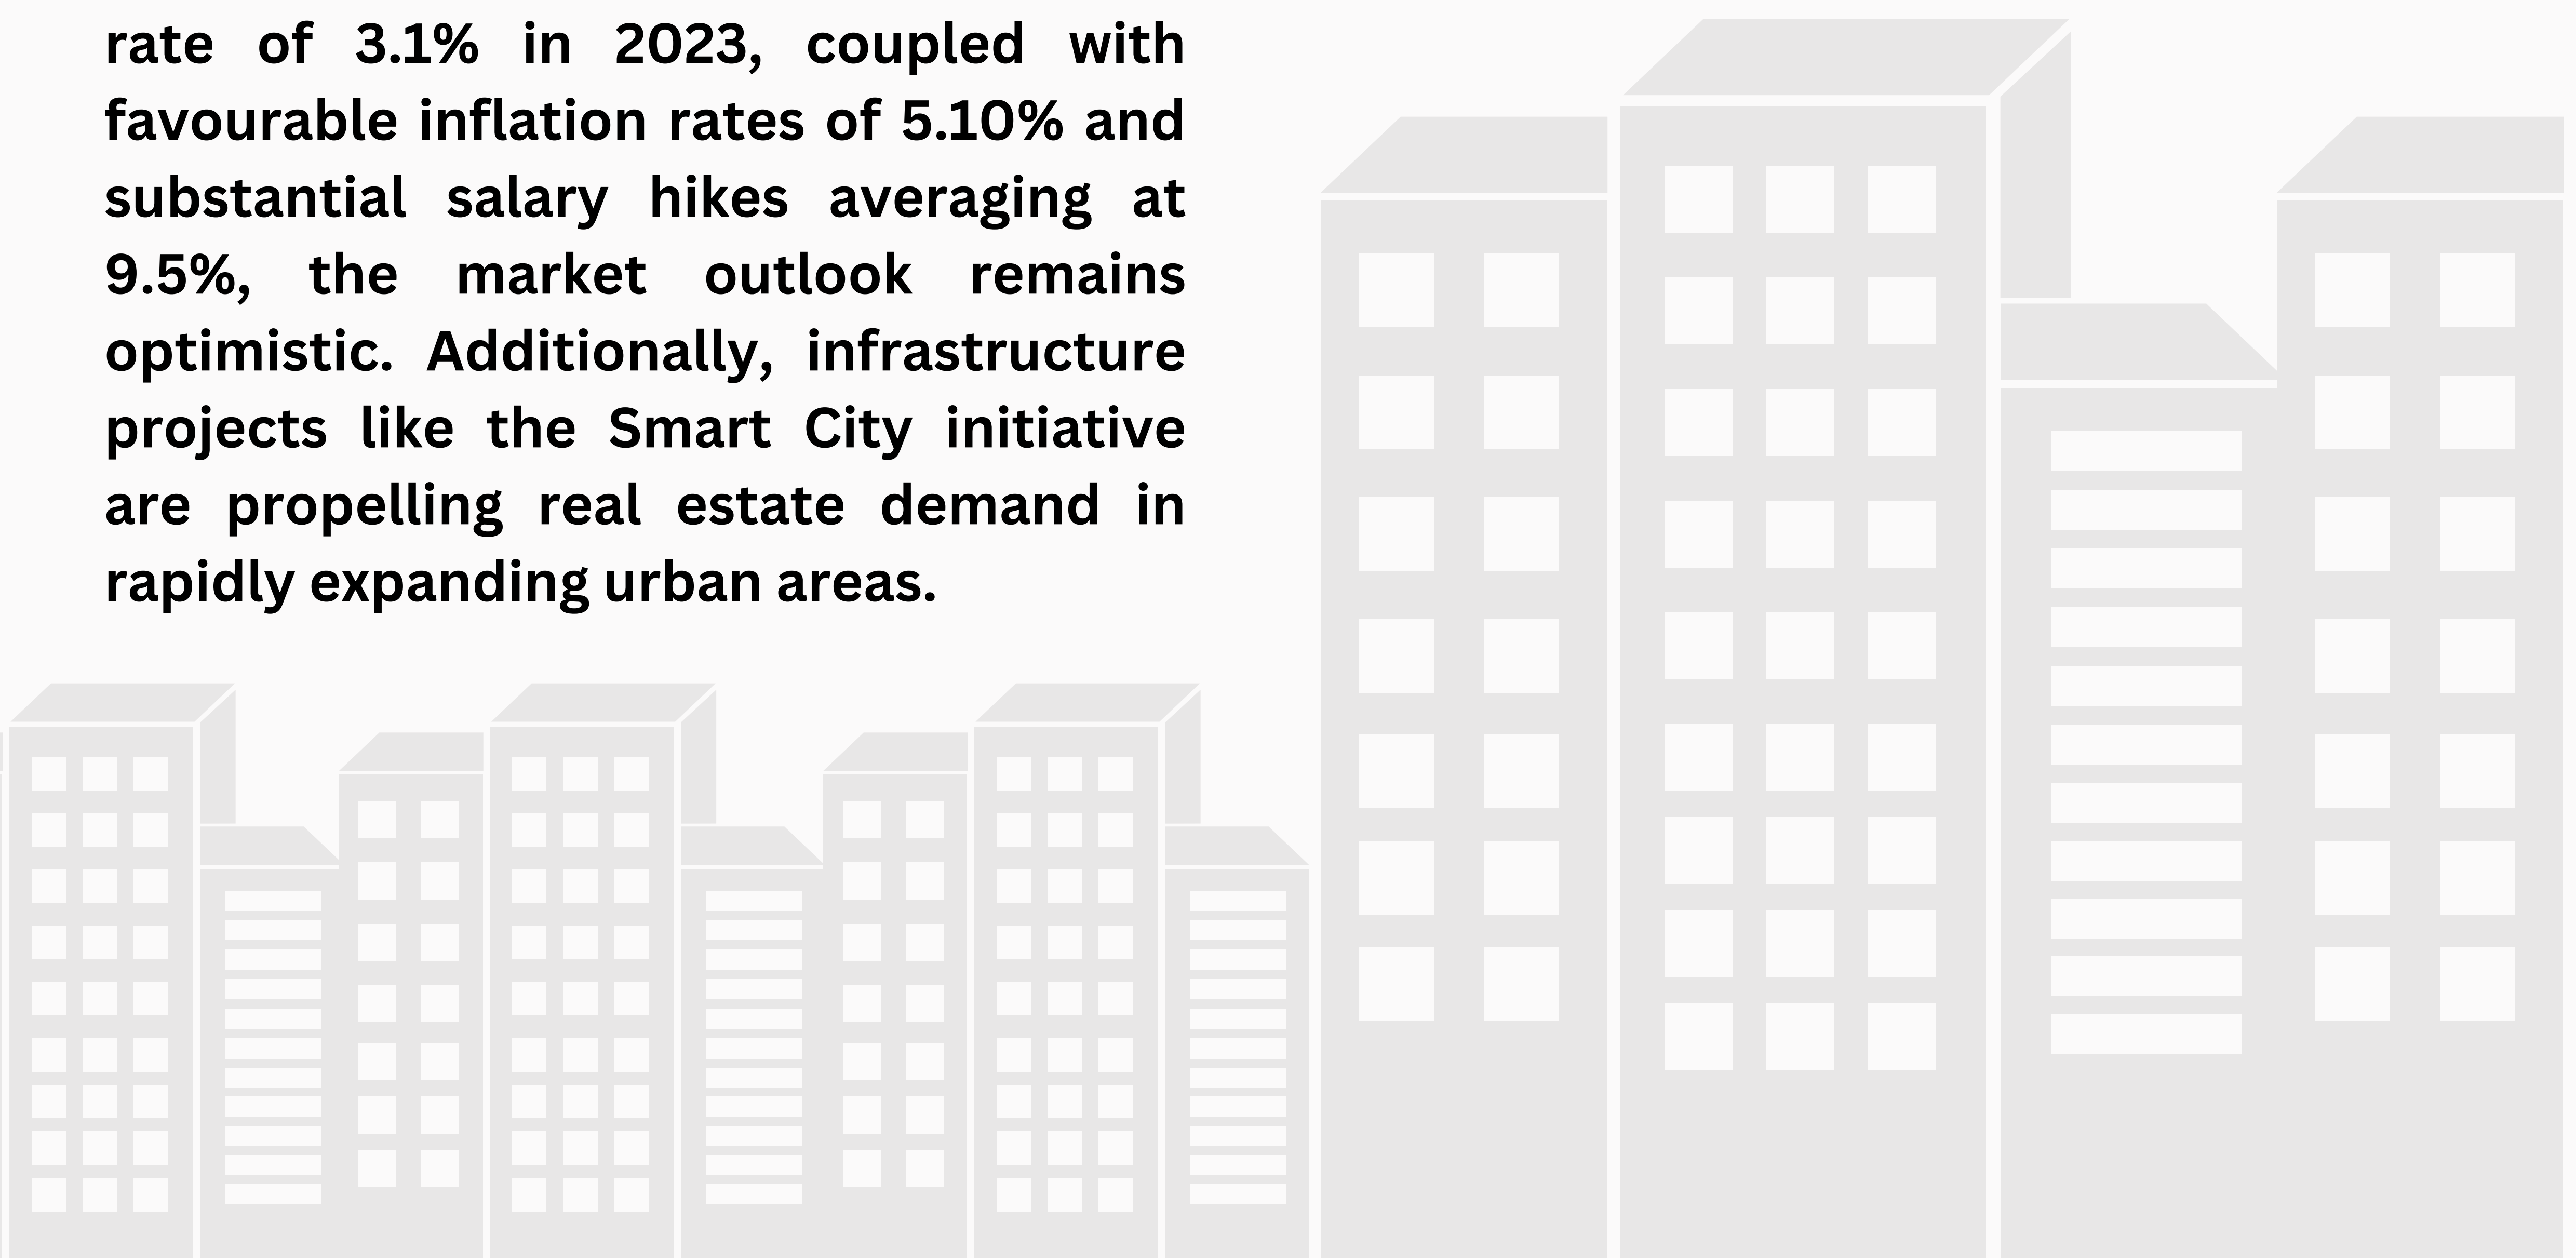 rate of 3.1% in 2023, coupled with
favourable inflation rates of 5.10% and
substantial salary hikes averaging at
9.5%, the market outlook remains
optimistic. Additionally, infrastructure
projects like the Smart City initiative
are propelling real estate demand in
rapidly expanding urban areas.